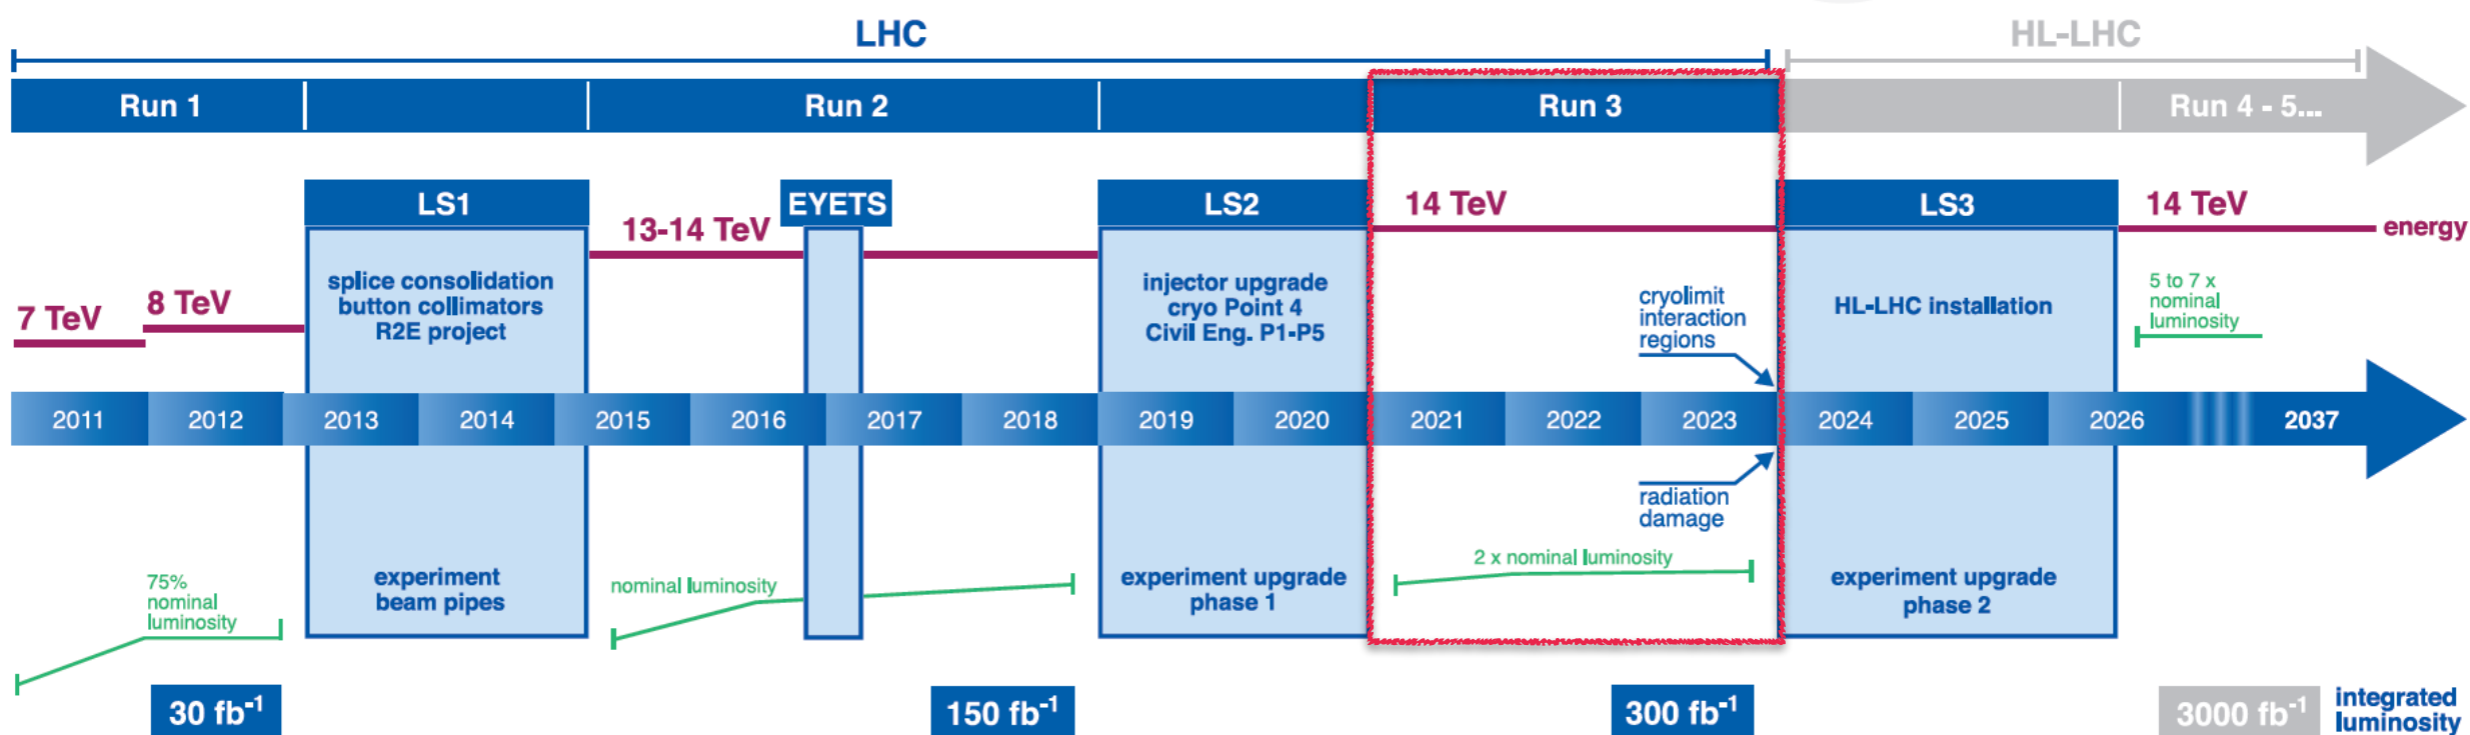 LHC
HL-LHC
Run 1
Run 2
Run 3
Run 4 - 5...
LS1
EYETS
LS2
14 TeV
LS3
14 TeV
energy
13-14 TeV
7 TeV
8 TeV
splice consolidation
button collimators
R2E project
injector upgrade
cryo Point 4
Civil Eng. P1-P5
cryolimit
interaction
regions
HL-LHC installation
5 to 7 x
nominal
luminosity
2011
2012
2013
2014
2015
2016
2017
2018
2019
2020
2021
2022
2023
2024
2025
2026
2037
radiation
damage
75%
nominal
luminosity
experiment
beam pipes
nominal luminosity
experiment upgrade
phase 1
2 x nominal luminosity
experiment upgrade
phase 2
30 fb⁻¹
150 fb⁻¹
300 fb⁻¹
3000 fb⁻¹
integrated
luminosity